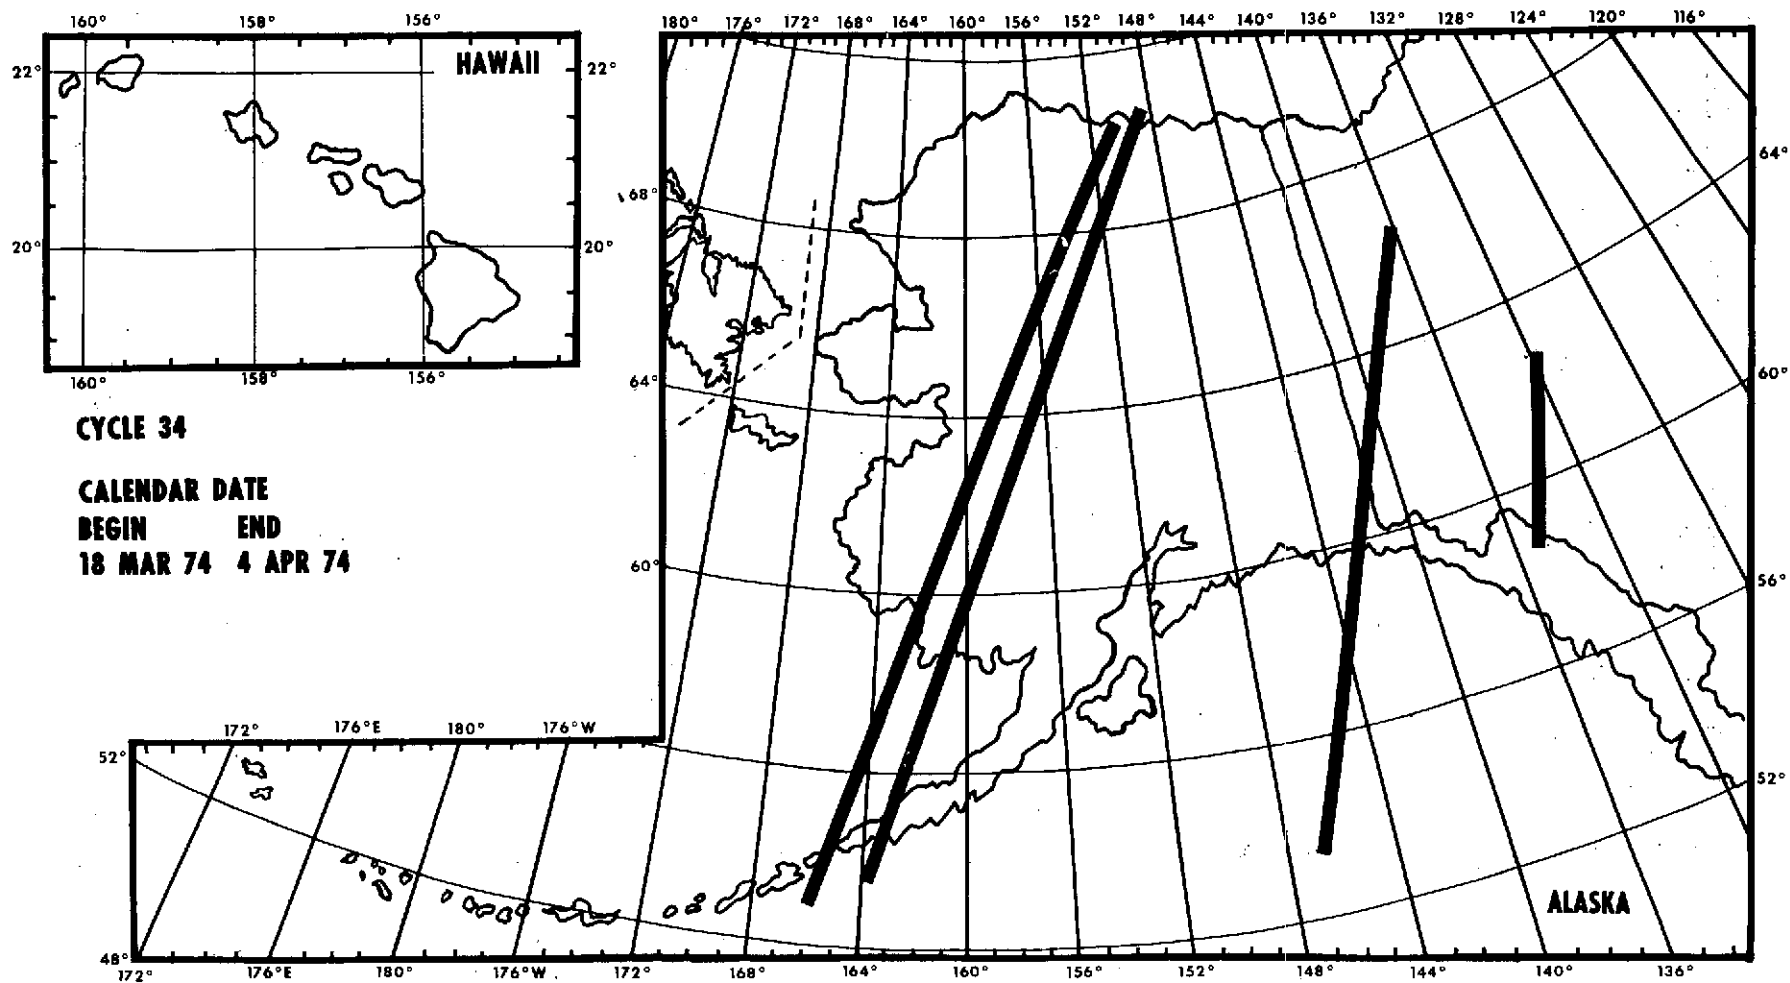 160° 158° 156°
180° 176° 172° 168° 164° 160° 156° 152° 148° 144° 140° 136° 132° 128° 124° 120° 116°
HAWAII
22° 22°
20° 20°
160° 158° 156°
68° 64°
64° 60°
60° 56°
CYCLE 34
CALENDAR DATE
BEGIN END
18 MAR 74 4 APR 74
172° 176°E 180° 176°W
52° 52°
ALASKA
48°
172° 176°E 180° 176°W 172° 168° 164° 160° 156° 152° 148° 144° 140° 136°